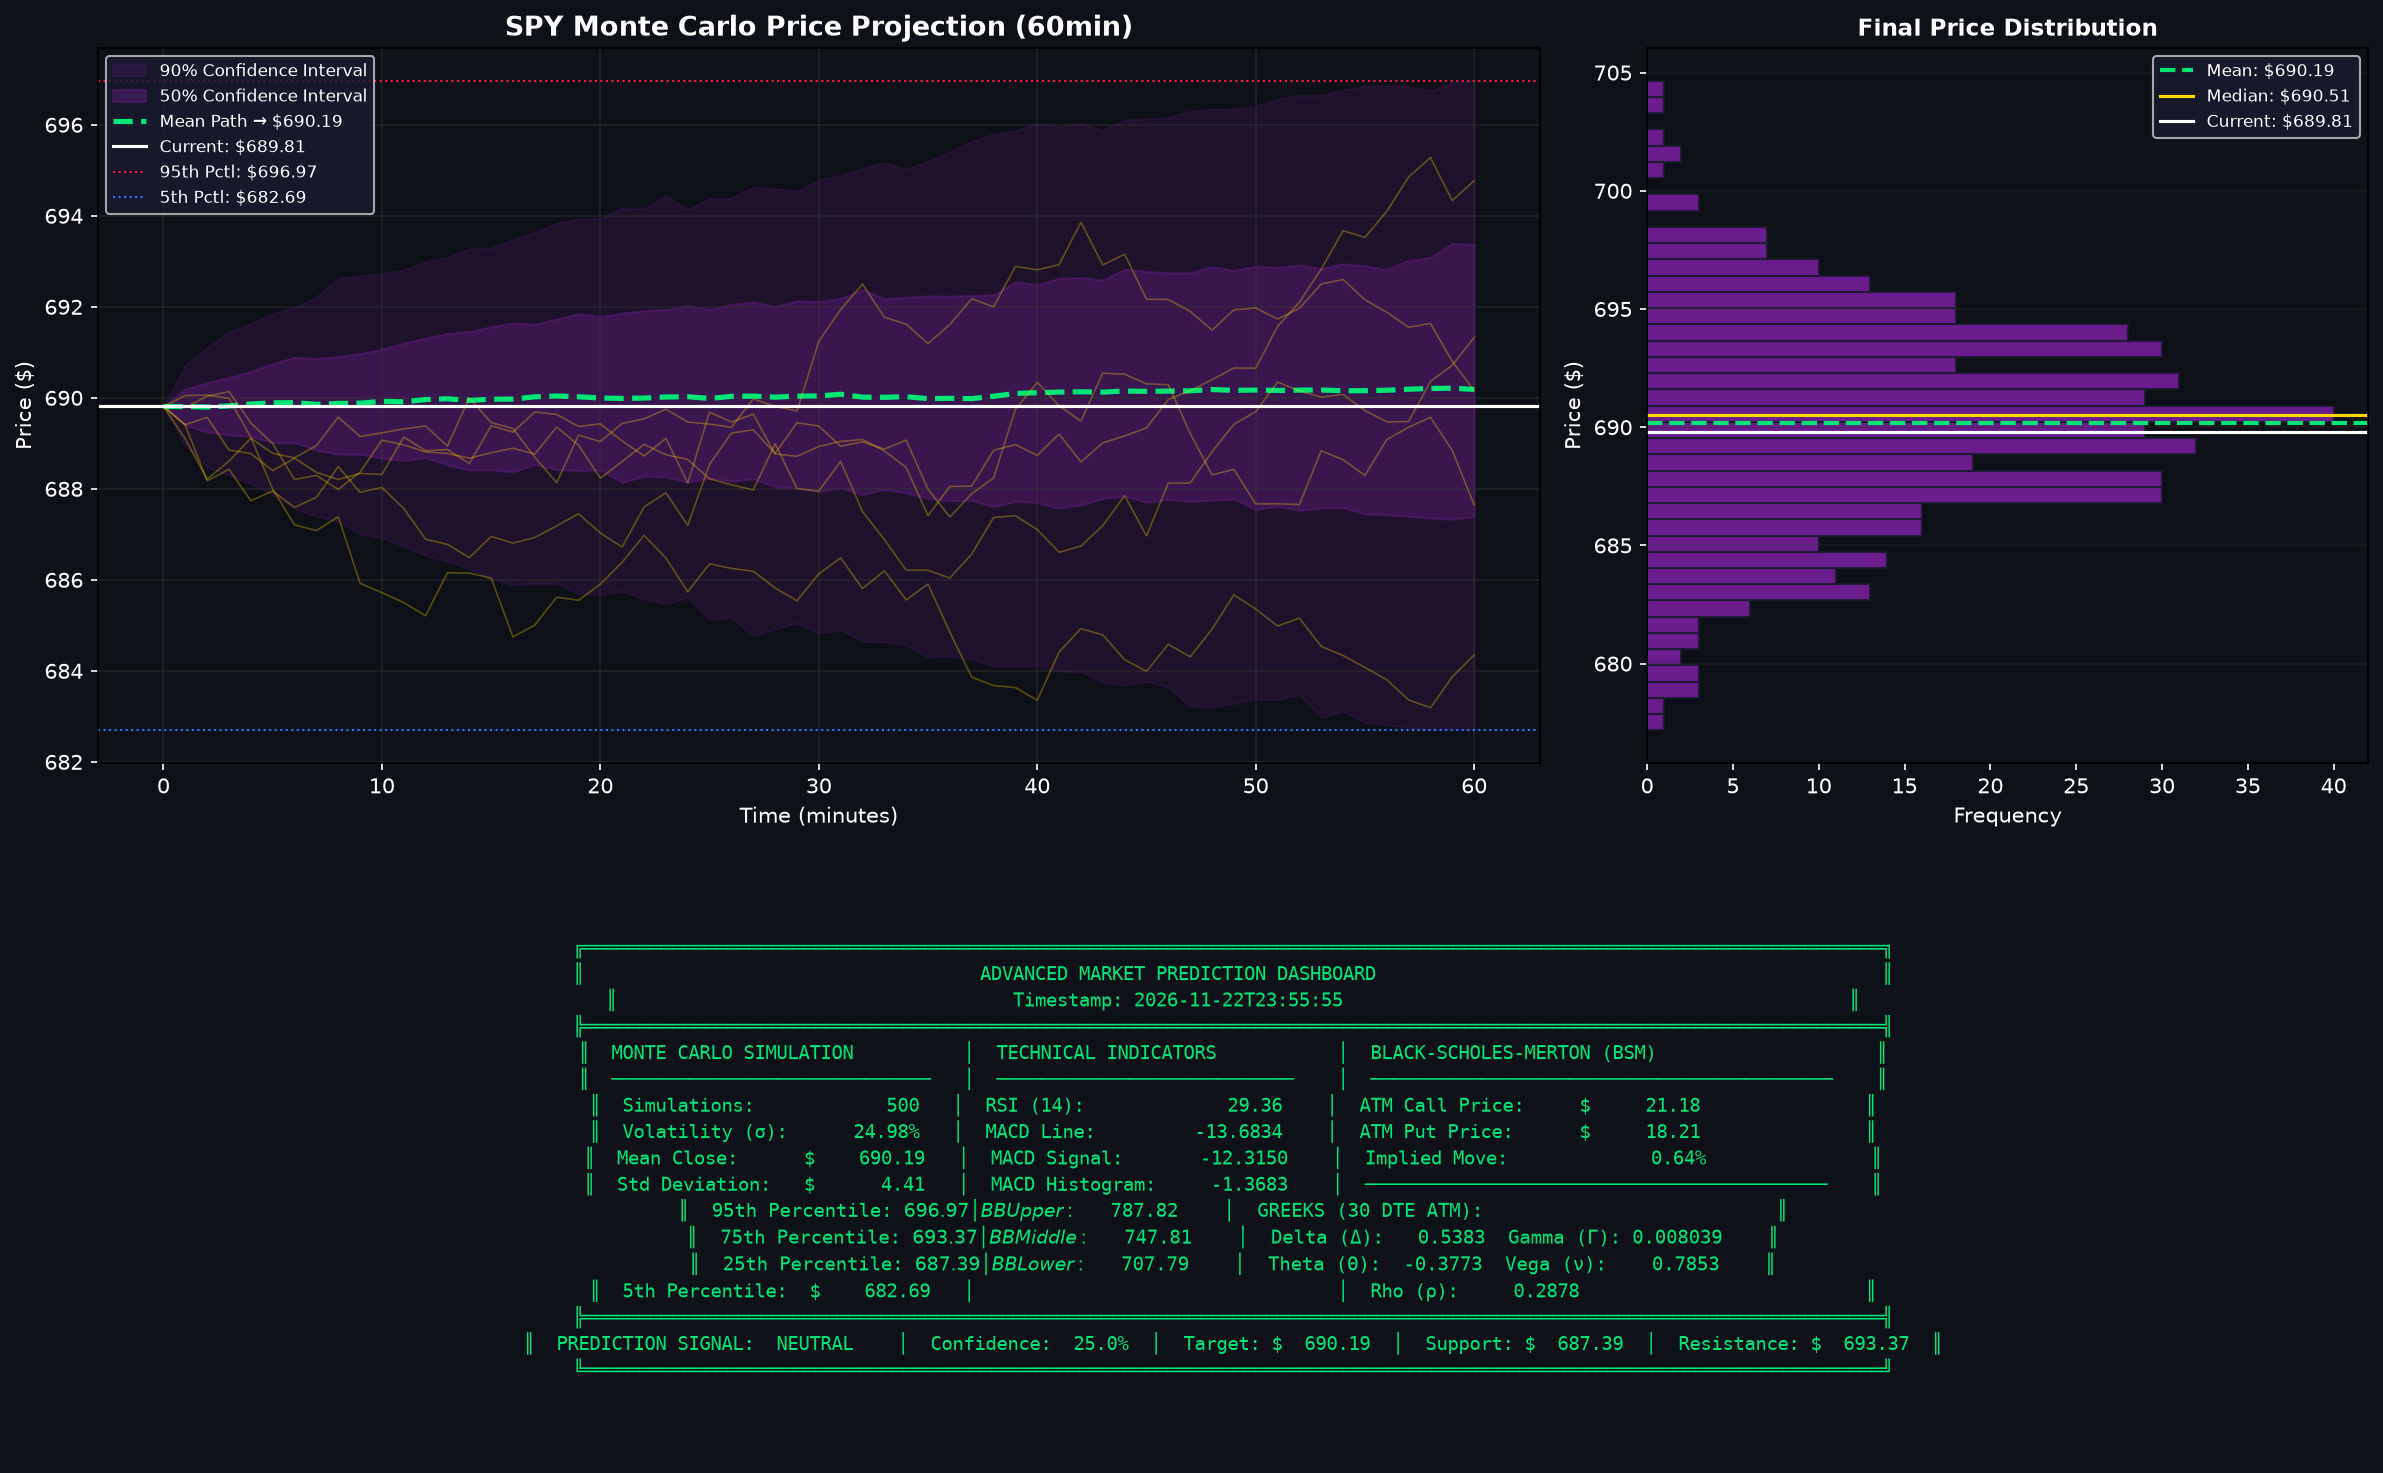 SPY Monte Carlo Price Projection (60min)
90% Confidence Interval
50% Confidence Interval
Mean Path → $690.19
Current: $689.81
95th Pctl: $696.97
5th Pctl: $682.69
Price ($)
696
694
692
690
688
686
684
682
0 10 20 30 40 50 60
Time (minutes)
Final Price Distribution
Mean: $690.19
Median: $690.51
Current: $689.81
Price ($)
705
700
695
690
685
680
0 5 10 15 20 25 30 35 40
Frequency
ADVANCED MARKET PREDICTION DASHBOARD
Timestamp: 2026-11-22T23:55:55
MONTE CARLO SIMULATION │ TECHNICAL INDICATORS │ BLACK-SCHOLES-MERTON (BSM)
Simulations: 500 │ RSI (14): 29.36 │ ATM Call Price: $ 21.18
Volatility (σ): 24.98% │ MACD Line: -13.6834 │ ATM Put Price: $ 18.21
Mean Close: $ 690.19 │ MACD Signal: -12.3150 │ Implied Move: 0.64%
Std Deviation: $ 4.41 │ MACD Histogram: -1.3683 │
95th Percentile: 696.97│BBUpper: 787.82 │ GREEKS (30 DTE ATM):
75th Percentile: 693.37│BBMiddle: 747.81 │ Delta (Δ): 0.5383 Gamma (Γ): 0.008039
25th Percentile: 687.39│BBLower: 707.79 │ Theta (Θ): -0.3773 Vega (ν): 0.7853
5th Percentile: $ 682.69 │ │ Rho (ρ): 0.2878
PREDICTION SIGNAL: NEUTRAL │ Confidence: 25.0% │ Target: $ 690.19 │ Support: $ 687.39 │ Resistance: $ 693.37